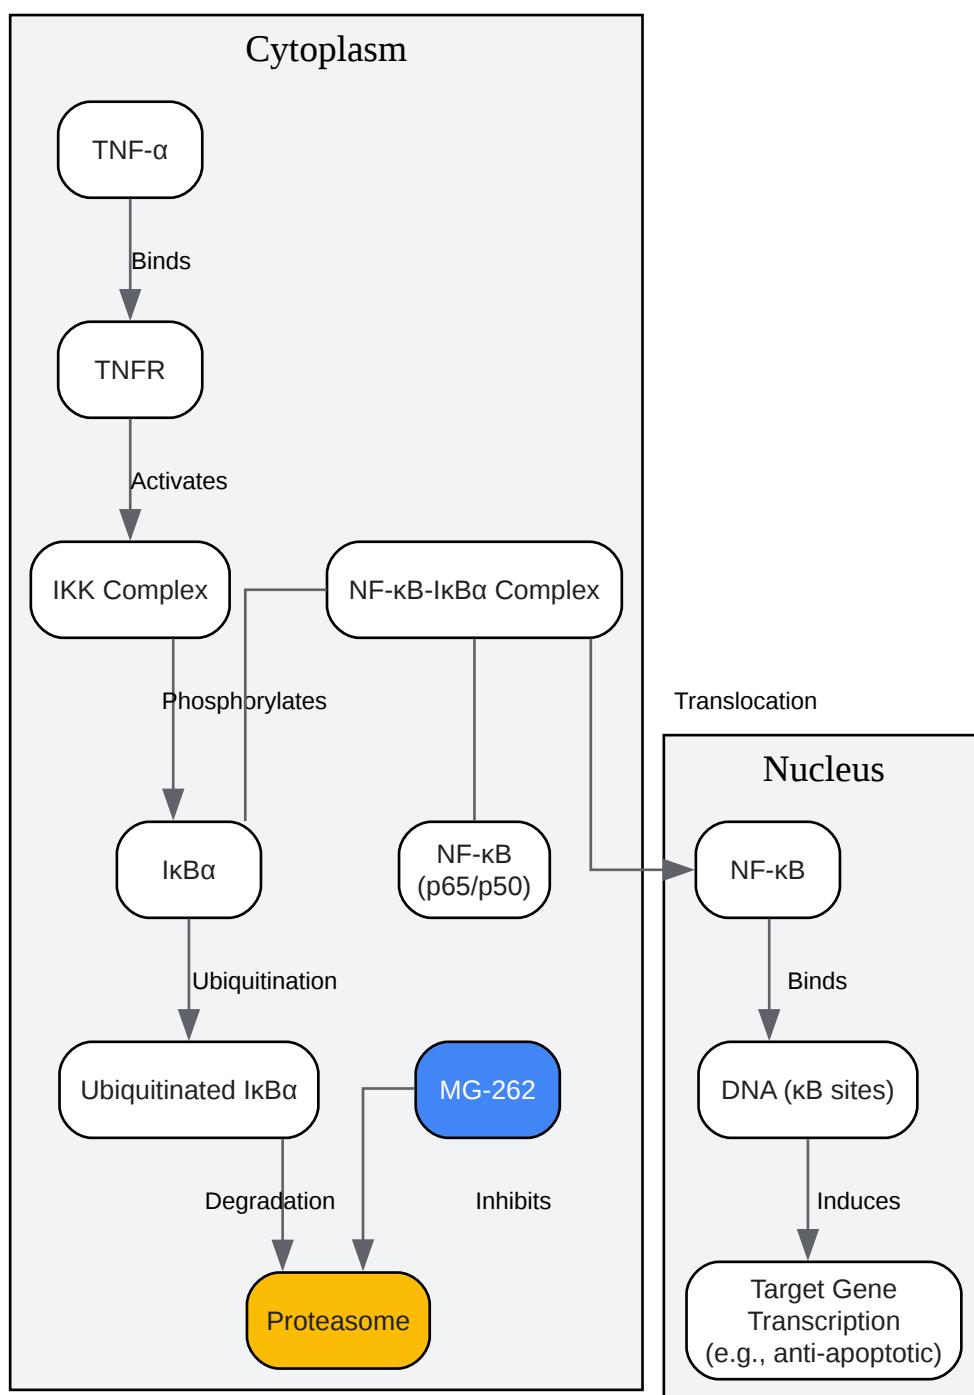 Cytoplasm
TNF-α
Binds
TNFR
Activates
IKK Complex
NF-κB-IκBα Complex
Phosphorylates
Translocation
Nucleus
IκBα
NF-κB
(p65/p50)
NF-κB
Ubiquitination
Binds
Ubiquitinated IκBα
MG-262
DNA (κB sites)
Degradation
Inhibits
Induces
Proteasome
Target Gene
Transcription
(e.g., anti-apoptotic)